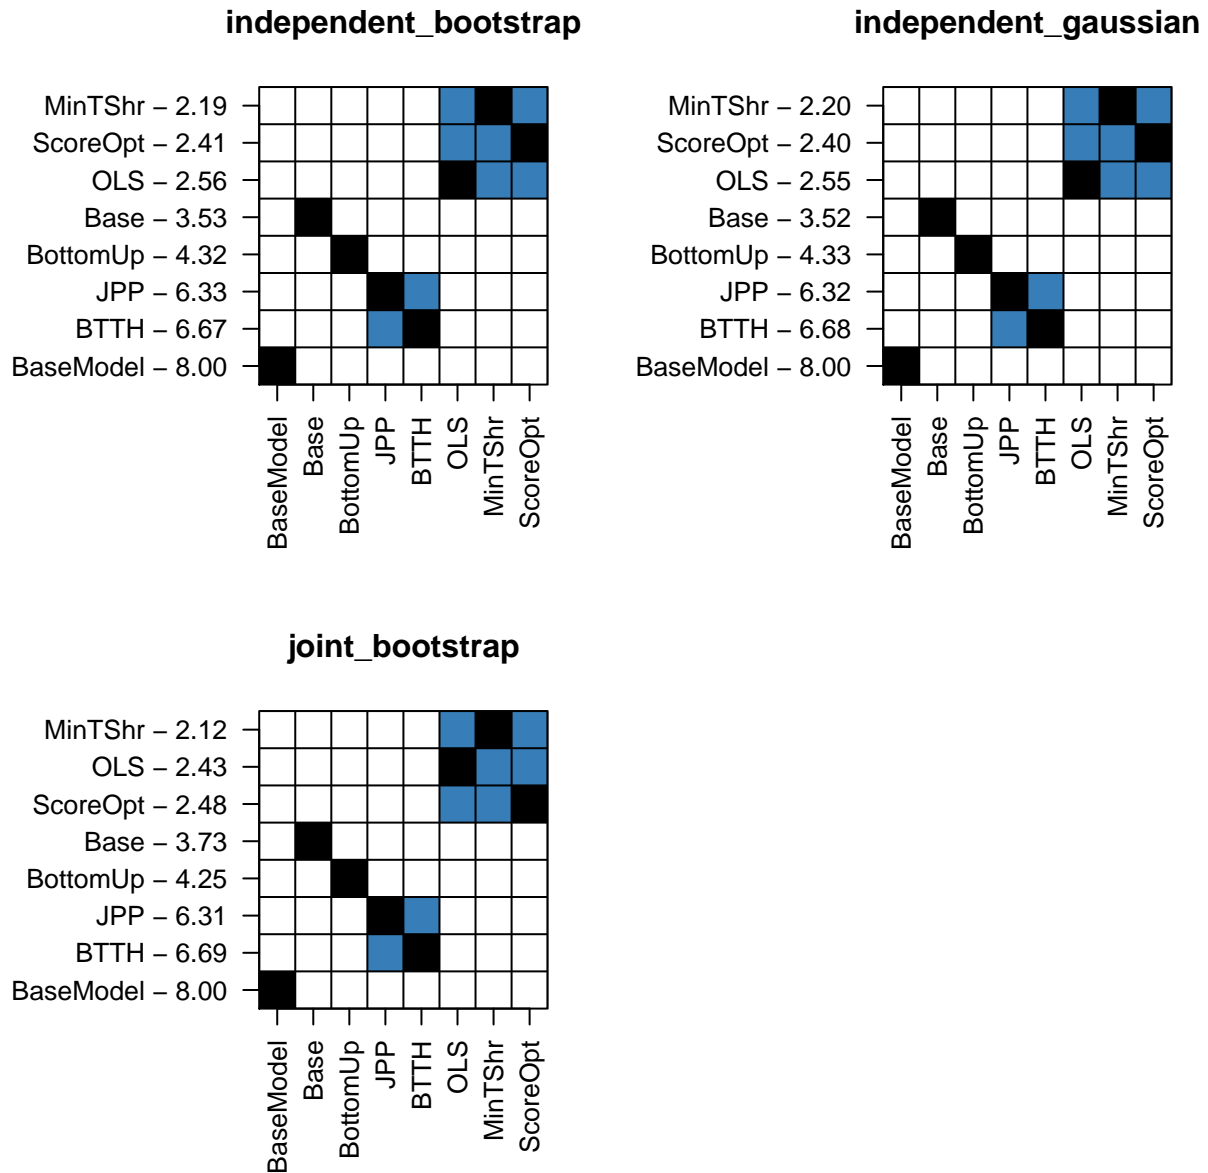 independent_bootstrap
MinTShr − 2.19
ScoreOpt − 2.41
OLS − 2.56
Base − 3.53
BottomUp − 4.32
JPP − 6.33
BTTH − 6.67
BaseModel − 8.00
BaseModel
Base
BottomUp
JPP
BTTH
OLS
MinTShr
ScoreOpt
independent_gaussian
MinTShr − 2.20
ScoreOpt − 2.40
OLS − 2.55
Base − 3.52
BottomUp − 4.33
JPP − 6.32
BTTH − 6.68
BaseModel − 8.00
BaseModel
Base
BottomUp
JPP
BTTH
OLS
MinTShr
ScoreOpt
joint_bootstrap
MinTShr − 2.12
OLS − 2.43
ScoreOpt − 2.48
Base − 3.73
BottomUp − 4.25
JPP − 6.31
BTTH − 6.69
BaseModel − 8.00
BaseModel
Base
BottomUp
JPP
BTTH
OLS
MinTShr
ScoreOpt